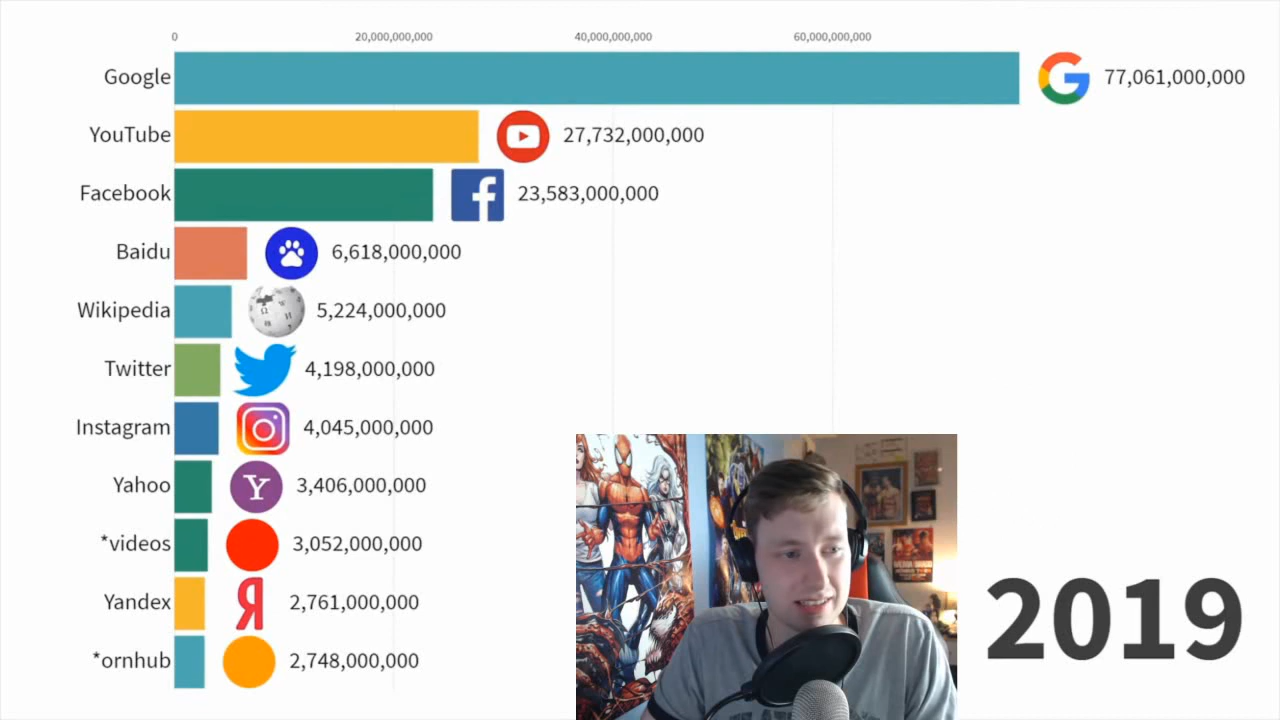 0 20,000,000,000 40,000,000,000 60,000,000,000
Google 77,061,000,000
YouTube 27,732,000,000
Facebook 23,583,000,000
Baidu 6,618,000,000
Wikipedia 5,224,000,000
Twitter 4,198,000,000
Instagram 4,045,000,000
Yahoo Y 3,406,000,000
*videos 3,052,000,000
Yandex Я 2,761,000,000
*ornhub 2,748,000,000
2019